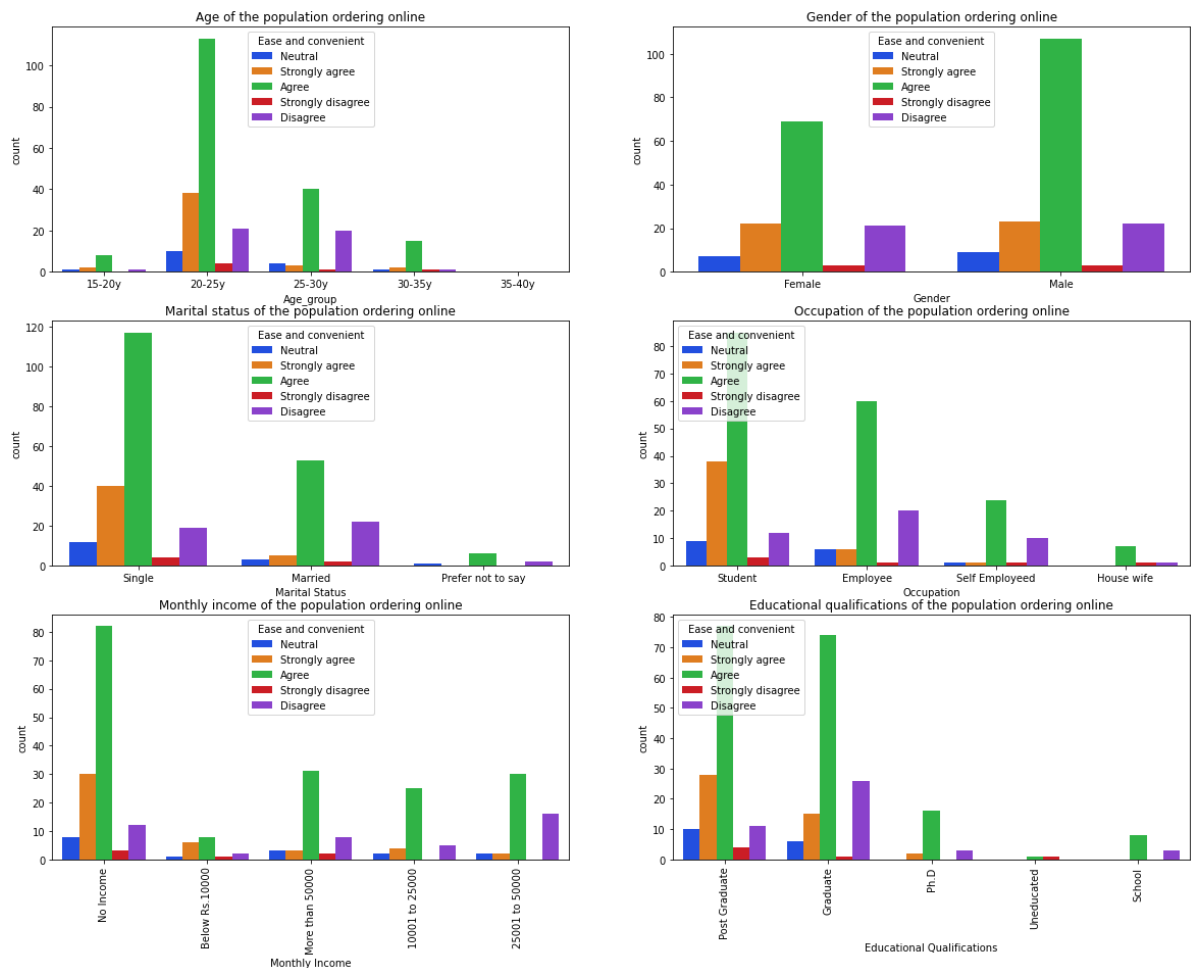 Age of the population ordering online
Ease and convenient
Neutral
Strongly agree
Agree
Strongly disagree
Disagree
count
100
80
60
40
20
0
15-20y 20-25y 25-30y 30-35y 35-40y
Age_group
Gender of the population ordering online
Ease and convenient
Neutral
Strongly agree
Agree
Strongly disagree
Disagree
count
100
80
60
40
20
0
Female Male
Gender
Marital status of the population ordering online
Ease and convenient
Neutral
Strongly agree
Agree
Strongly disagree
Disagree
count
120
100
80
60
40
20
0
Single Married Prefer not to say
Marital Status
Occupation of the population ordering online
Ease and convenient
Neutral
Strongly agree
Agree
Strongly disagree
Disagree
count
80
70
60
50
40
30
20
10
0
Student Employee Self Employeed House wife
Occupation
Monthly income of the population ordering online
Ease and convenient
Neutral
Strongly agree
Agree
Strongly disagree
Disagree
count
80
70
60
50
40
30
20
10
0
No Income
Below Rs.10000
More than 50000
10001 to 25000
25001 to 50000
Monthly Income
Educational qualifications of the population ordering online
Ease and convenient
Neutral
Strongly agree
Agree
Strongly disagree
Disagree
count
80
70
60
50
40
30
20
10
0
Post Graduate
Graduate
Ph.D
Uneducated
School
Educational Qualifications